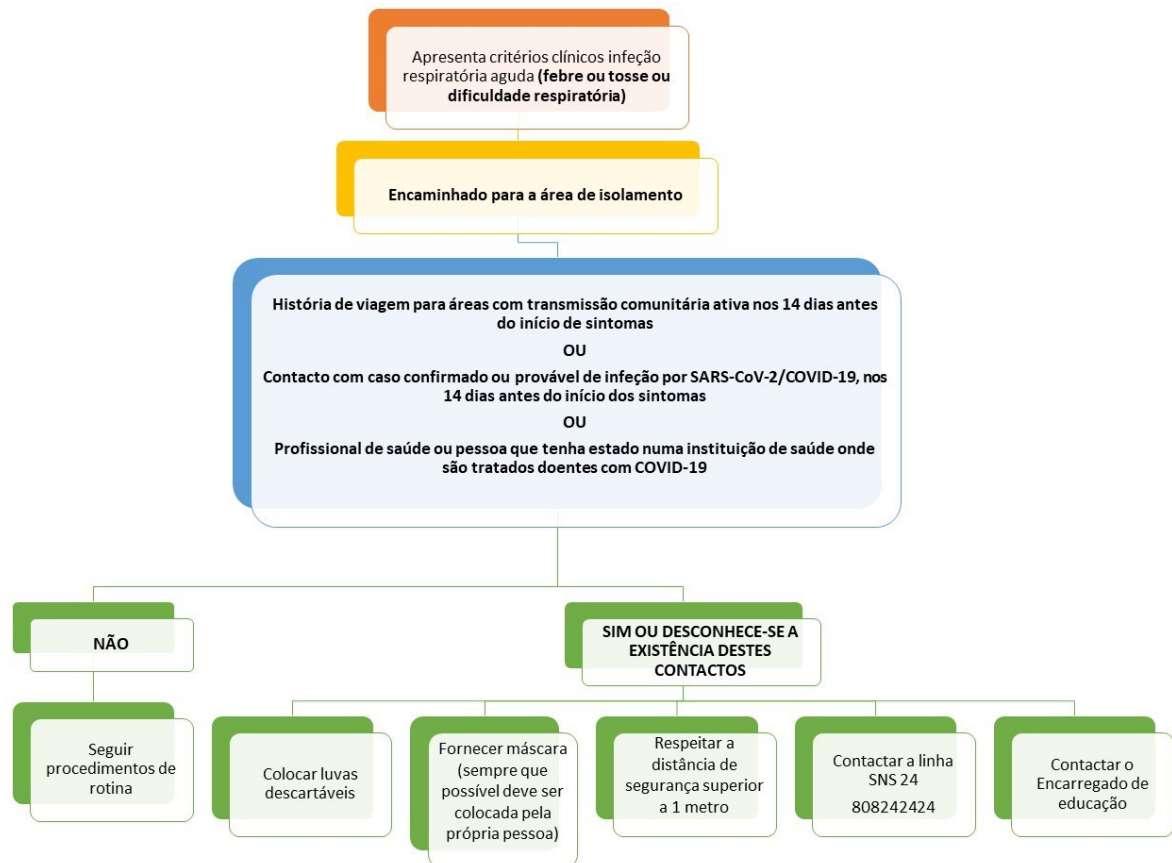 Apresenta critérios clínicos infeção
respiratória aguda (febre ou tosse ou
dificuldade respiratória)
Encaminhado para a área de isolamento
História de viagem para áreas com transmissão comunitária ativa nos 14 dias antes
do início de sintomas
OU
Contacto com caso confirmado ou provável de infeção por SARS-CoV-2/COVID-19, nos
14 dias antes do início dos sintomas
OU
Profissional de saúde ou pessoa que tenha estado numa instituição de saúde onde
são tratados doentes com COVID-19
NÃO
SIM OU DESCONHECE-SE A
EXISTÊNCIA DESTES
CONTACTOS
Seguir
procedimentos de
rotina
Colocar luvas
descartáveis
Fornecer máscara
(sempre que
possível deve ser
colocada pela
própria pessoa)
Respeitar a
distância de
segurança superior
a 1 metro
Contactar a linha
SNS 24
808242424
Contactar o
Encarregado de
educação